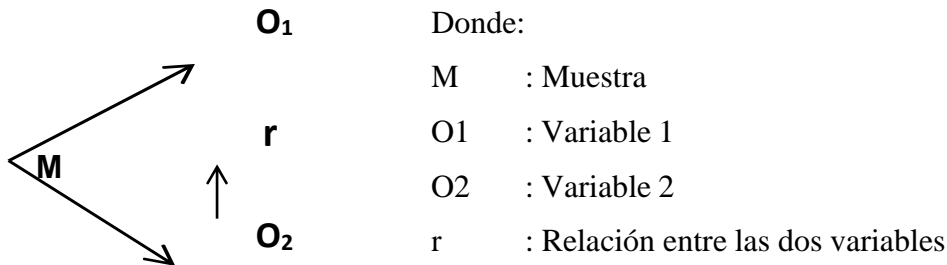 O₁
r
M
O₂
Donde:
M : Muestra
O1 : Variable 1
O2 : Variable 2
r : Relación entre las dos variables